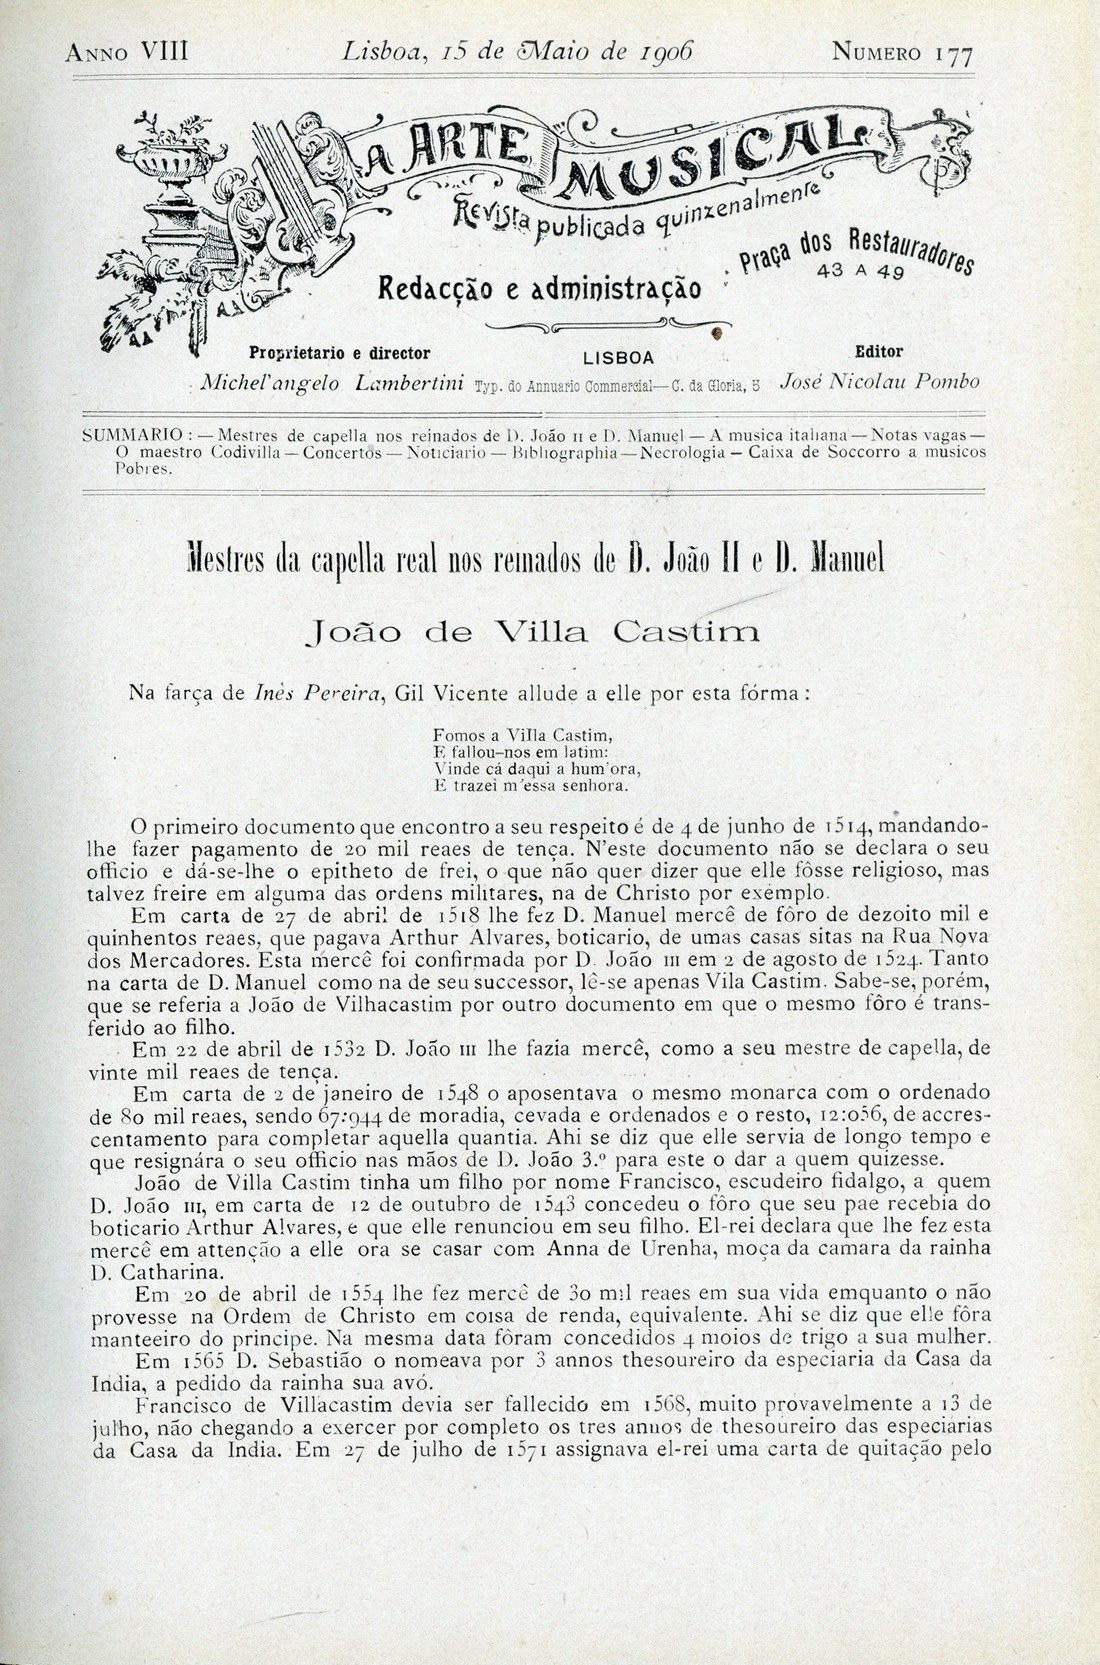 ANNO VIII Lisboa, 15 de Maio de 1906 NUMERO 177
A ARTE MUSICAL
Revista publicada quinzenalmente
Praça dos Restauradores
43 A 49
Redacção e administração
Proprietario e director LISBOA Editor
Michel'angelo Lambertini Typ. do Annuario Commercial—C. da Gloria, 5 José Nicolau Pombo
SUMMARIO : — Mestres de capella nos reinados de D. João II e D. Manuel — A musica italiana — Notas vagas —
O maestro Codivilla — Concertos — Noticiario — Bibliographia — Necrologia — Caixa de Soccorro a musicos
Pobres.
Mestres da capella real nos reinados de D. João II e D. Manuel
João de Villa Castim
Na farça de Inès Pereira, Gil Vicente allude a elle por esta fórma :
Fomos a Villa Castim,
E fallou-nos em latim:
Vinde cá daqui a hum'ora,
E trazei m'essa senhora.
O primeiro documento que encontro a seu respeito é de 4 de junho de 1514, mandando-
lhe fazer pagamento de 20 mil reaes de tença. N'este documento não se declara o seu
officio e dá-se-lhe o epitheto de frei, o que não quer dizer que elle fôsse religioso, mas
talvez freire em alguma das ordens militares, na de Christo por exemplo.
Em carta de 27 de abril de 1518 lhe fez D. Manuel mercê de fôro de dezoito mil e
quinhentos reaes, que pagava Arthur Alvares, boticario, de umas casas sitas na Rua Nova
dos Mercadores. Esta mercê foi confirmada por D. João III em 2 de agosto de 1524. Tanto
na carta de D. Manuel como na de seu successor, lê-se apenas Vila Castim. Sabe-se, porém,
que se referia a João de Vilhacastim por outro documento em que o mesmo fôro é trans-
ferido ao filho.
Em 22 de abril de 1532 D. João III lhe fazia mercê, como a seu mestre de capella, de
vinte mil reaes de tença.
Em carta de 2 de janeiro de 1548 o aposentava o mesmo monarca com o ordenado
de 80 mil reaes, sendo 67:944 de moradia, cevada e ordenados e o resto, 12:056, de accres-
centamento para completar aquella quantia. Ahi se diz que elle servia de longo tempo e
que resignára o seu officio nas mãos de D. João 3.º para este o dar a quem quizesse.
João de Villa Castim tinha um filho por nome Francisco, escudeiro fidalgo, a quem
D. João III, em carta de 12 de outubro de 1543 concedeu o fôro que seu pae recebia do
boticario Arthur Alvares, e que elle renunciou em seu filho. El-rei declara que lhe fez esta
mercê em attenção a elle ora se casar com Anna de Urenha, moça da camara da rainha
D. Catharina.
Em 20 de abril de 1554 lhe fez mercê de 30 mil reaes em sua vida emquanto o não
provesse na Ordem de Christo em coisa de renda, equivalente. Ahi se diz que elle fôra
manteeiro do principe. Na mesma data fôram concedidos 4 moios de trigo a sua mulher.
Em 1565 D. Sebastião o nomeava por 3 annos thesoureiro da especiaria da Casa da
India, a pedido da rainha sua avó.
Francisco de Villacastim devia ser fallecido em 1568, muito provavelmente a 13 de
julho, não chegando a exercer por completo os tres annos de thesoureiro das especiarias
da Casa da India. Em 27 de julho de 1571 assignava el-rei uma carta de quitação pelo